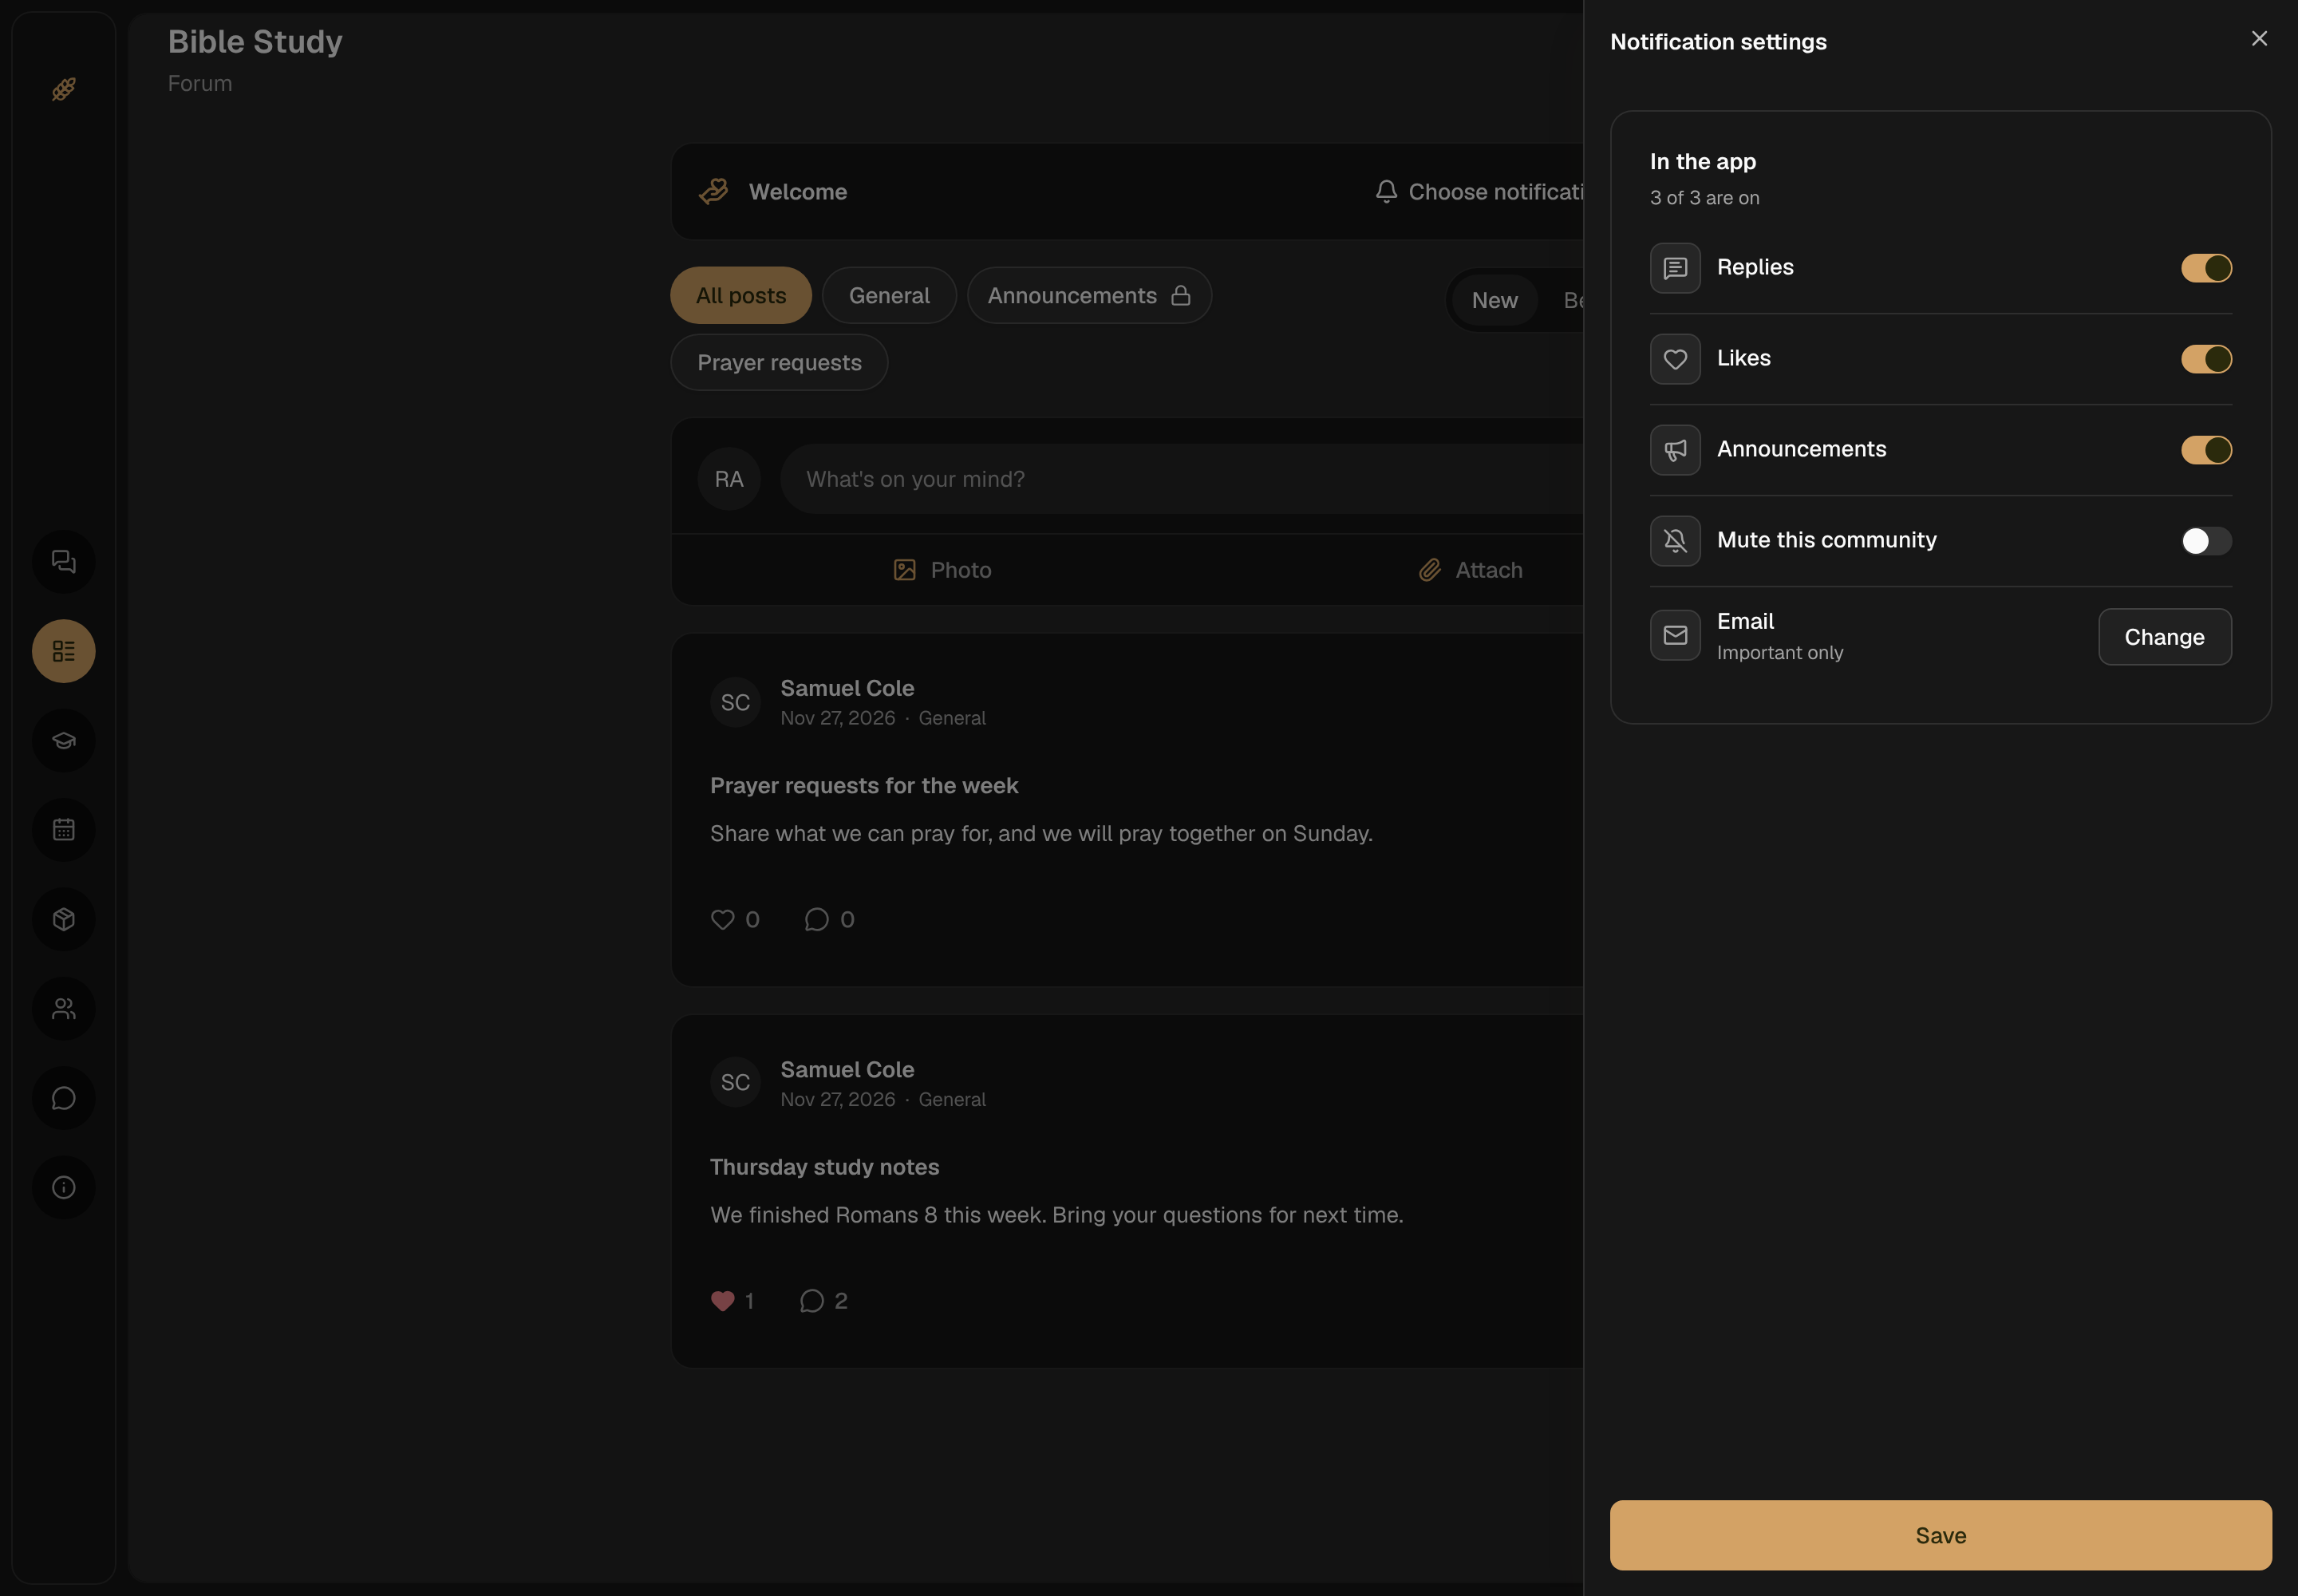 Bible Study
Forum
Welcome
Choose notificati
All posts
General
Announcements
New
Be
Prayer requests
RA
What's on your mind?
Photo
Attach
SC
Samuel Cole
Nov 27, 2026 · General
Prayer requests for the week
Share what we can pray for, and we will pray together on Sunday.
0
0
SC
Samuel Cole
Nov 27, 2026 · General
Thursday study notes
We finished Romans 8 this week. Bring your questions for next time.
1
2
Notification settings
In the app
3 of 3 are on
Replies
Likes
Announcements
Mute this community
Email
Important only
Change
Save